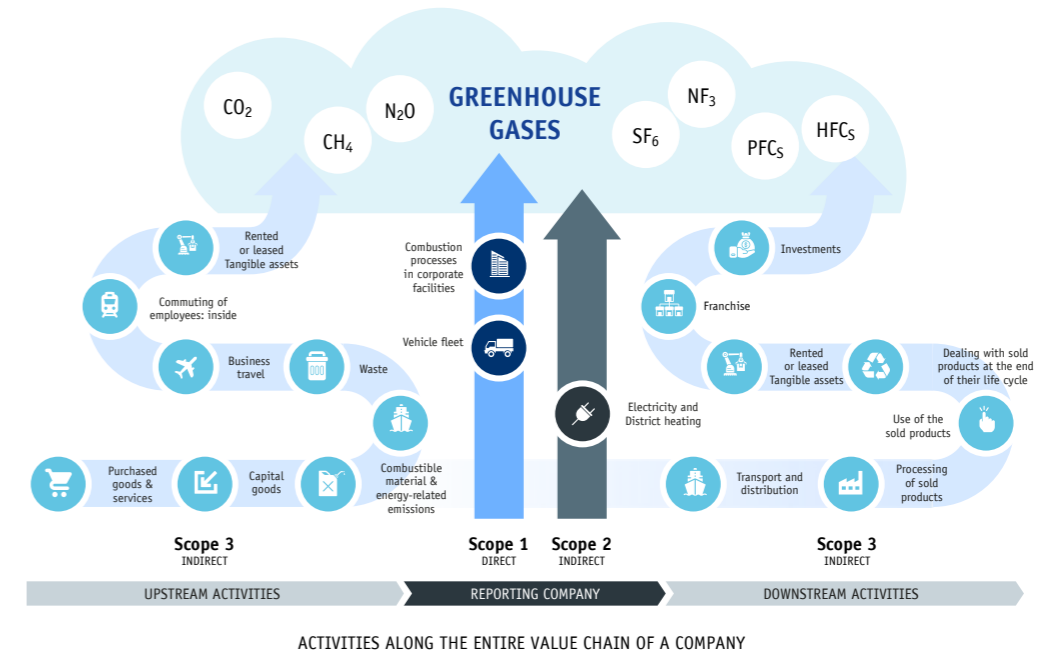 GREENHOUSE
GASES
CO₂
CH₄
N₂O
SF₆
NF₃
PFCS
HFCS
Rented
or leased
Tangible assets
Commuting of
employees: inside
Business
travel
Waste
Purchased
goods &
services
Capital
goods
Combustible
material &
energy-related
emissions
Combustion
processes
in corporate
facilities
Vehicle fleet
Electricity and
District heating
Investments
Franchise
Rented
or leased
Tangible assets
Dealing with sold
products at the end
of their life cycle
Use of the
sold products
Transport and
distribution
Processing
of sold
products
Scope 3
INDIRECT
Scope 1
DIRECT
Scope 2
INDIRECT
Scope 3
INDIRECT
UPSTREAM ACTIVITIES
REPORTING COMPANY
DOWNSTREAM ACTIVITIES
ACTIVITIES ALONG THE ENTIRE VALUE CHAIN OF A COMPANY